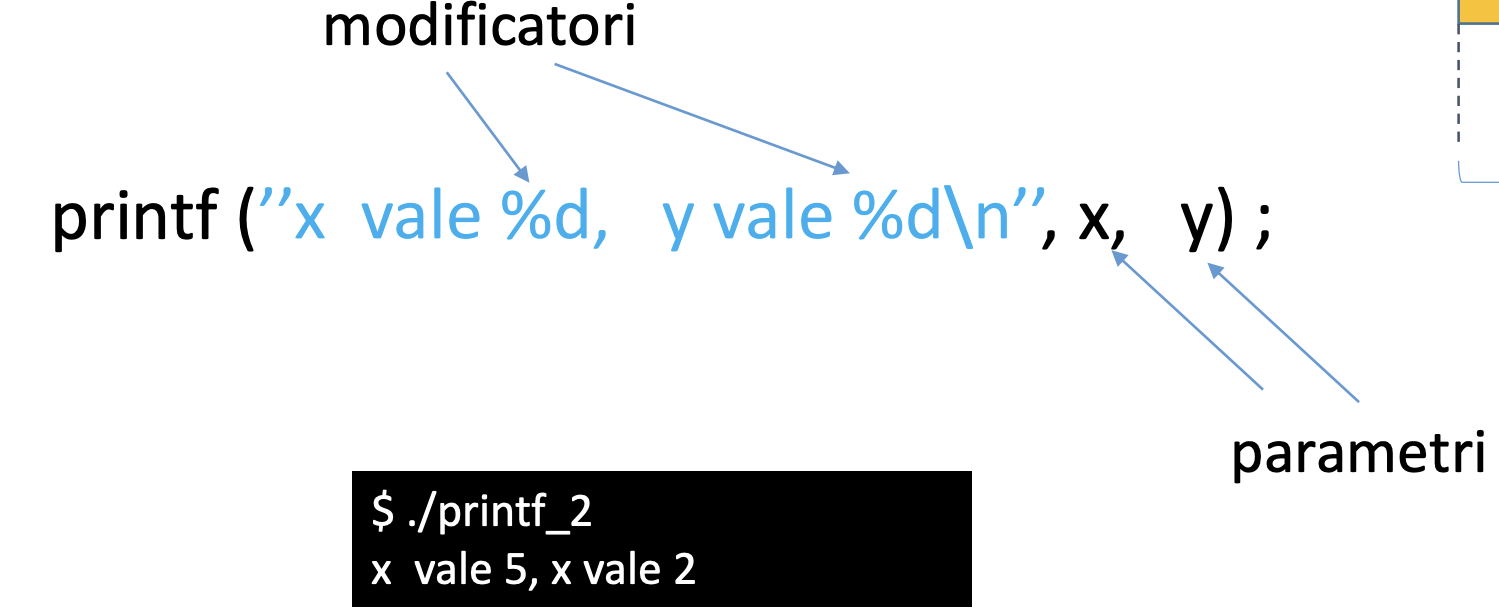 modificatori
printf (’’x  vale %d,   y vale %d\n’’, x,   y) ;
parametri
$ ./printf_2
x  vale 5, x vale 2